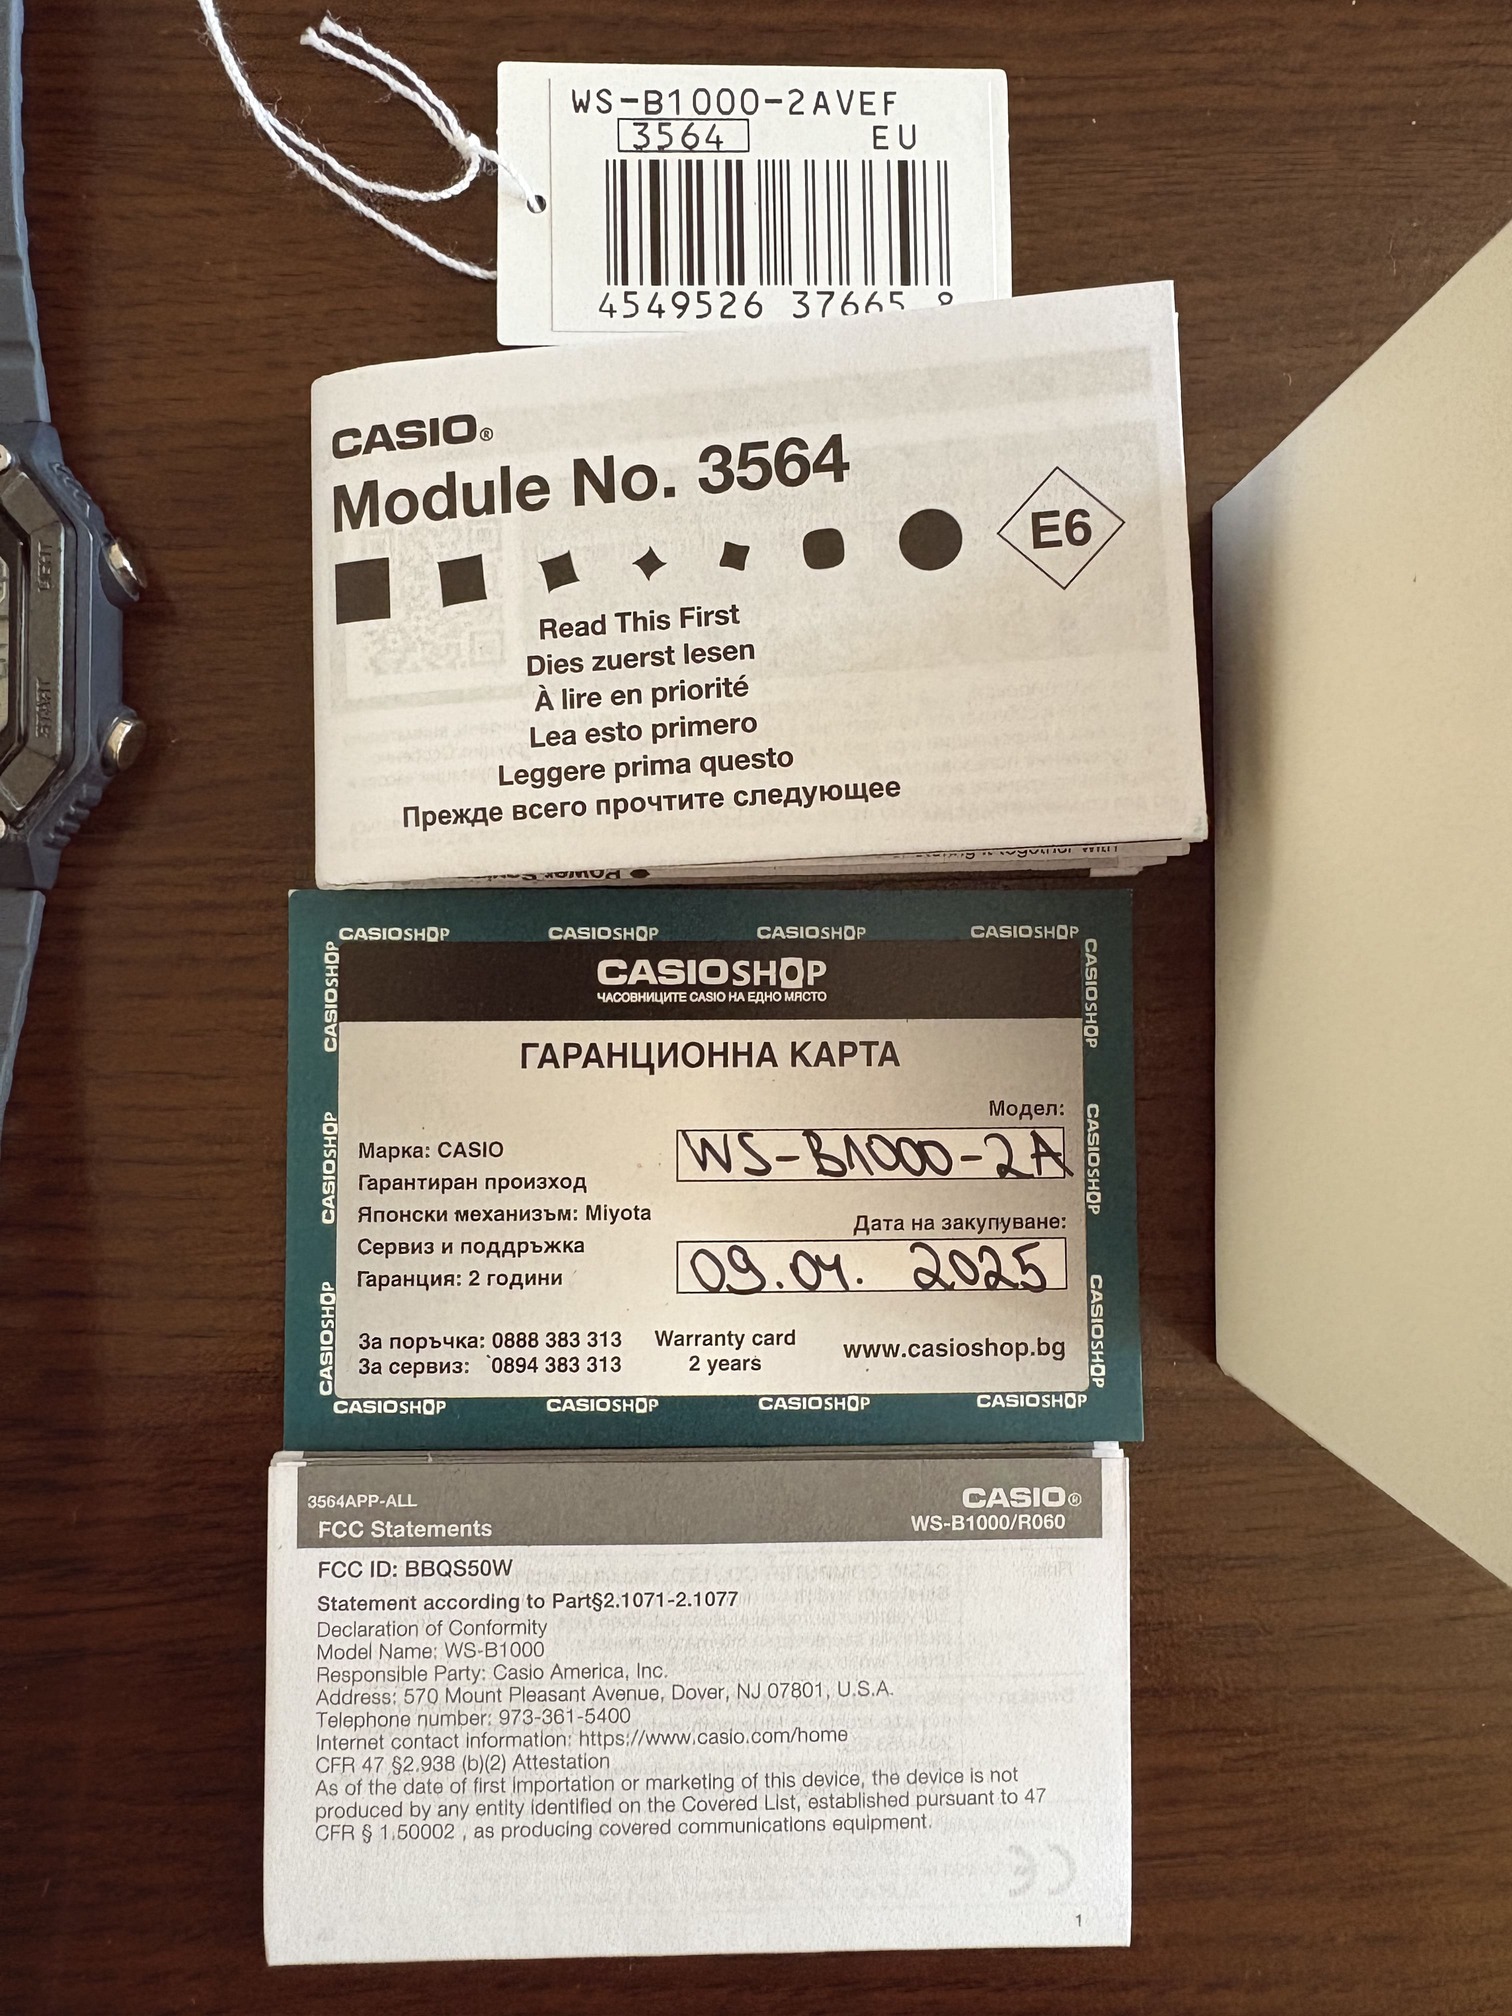 WS-B1000-2AVEF
3564 EU
4549526 37665 8
CASIO®
Module No. 3564
E6
Read This First
Dies zuerst lesen
À lire en priorité
Lea esto primero
Leggere prima questo
Прежде всего прочтите следующее
LIGHT
START
CASIOSHOP CASIOSHOP CASIOSHOP CASIOSHOP
CASIOSHOP
CASIOSHOP
CASIOSHOP
CASIOSHOP
ЧАСОВНИЦИТЕ CASIO НА ЕДНО МЯСТО
ГАРАНЦИОННА КАРТА
Модел:
WS-B1000-2A
Марка: CASIO
Гарантиран произход
Японски механизъм: Miyota
Сервиз и поддръжка
Гаранция: 2 години
Дата на закупуване:
09.04. 2025
За поръчка: 0888 383 313
За сервиз: 0894 383 313
Warranty card
2 years
www.casioshop.bg
CASIOSHOP
CASIOSHOP
CASIOSHOP
CASIOSHOP CASIOSHOP CASIOSHOP CASIOSHOP
3564APP-ALL
FCC Statements
CASIO®
WS-B1000/R060
FCC ID: BBQS50W
Statement according to Part§2.1071-2.1077
Declaration of Conformity
Model Name: WS-B1000
Responsible Party: Casio America, Inc.
Address: 570 Mount Pleasant Avenue, Dover, NJ 07801, U.S.A.
Telephone number: 973-361-5400
Internet contact information: https://www.casio.com/home
CFR 47 §2.938 (b)(2) Attestation
As of the date of first importation or marketing of this device, the device is not
produced by any entity identified on the Covered List, established pursuant to 47
CFR § 1.50002 , as producing covered communications equipment.
CE
1